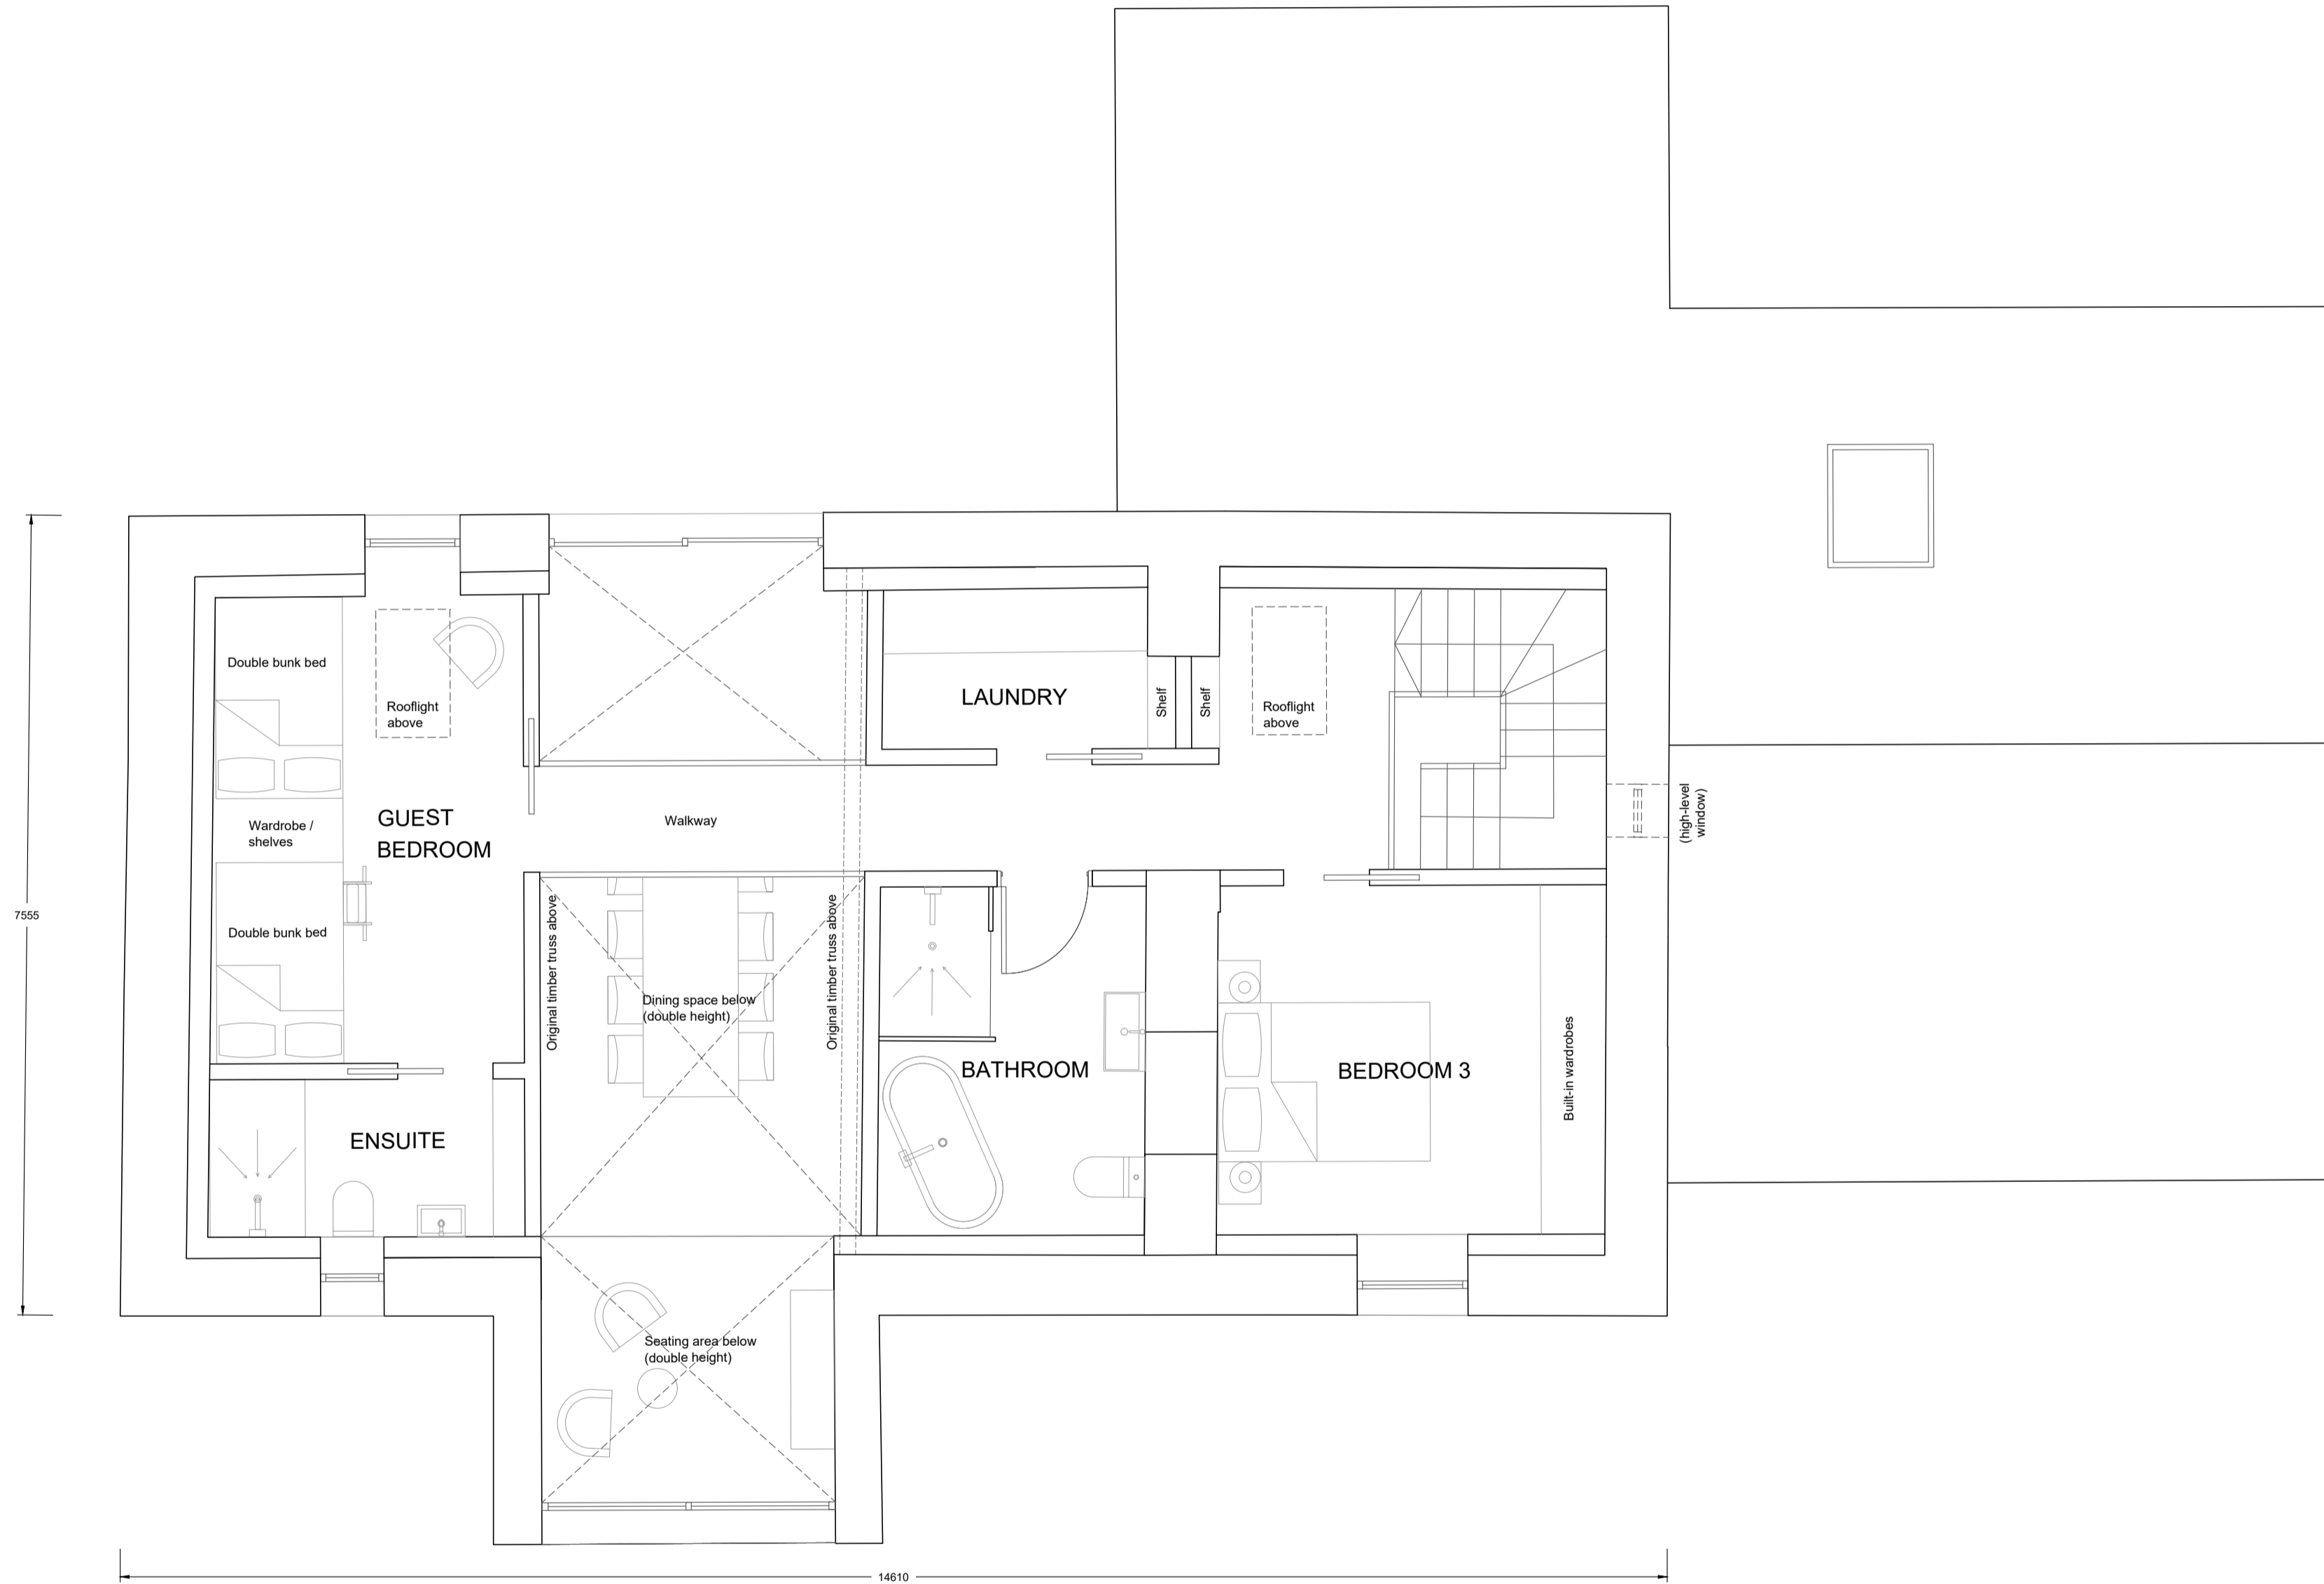 Double bunk bed
Rooflight
above
LAUNDRY
Shelf
Shelf
Rooflight
above
GUEST
BEDROOM
Wardrobe /
shelves
Walkway
(high-level
window)
7555
Double bunk bed
Original timber truss above
Dining space below
(double height)
Original timber truss above
BATHROOM
BEDROOM 3
Built-in wardrobes
ENSUITE
Seating area below
(double height)
14610